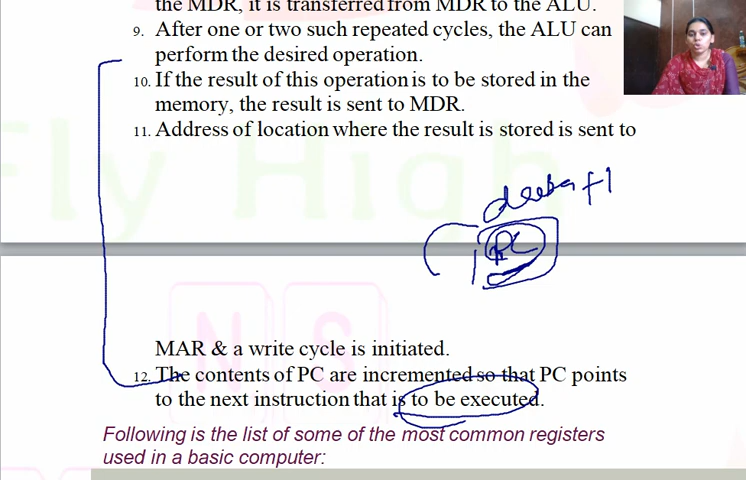 the MDR, it is transferred from MDR to the ALU.
9. After one or two such repeated cycles, the ALU can
perform the desired operation.
10. If the result of this operation is to be stored in the
memory, the result is sent to MDR.
11. Address of location where the result is stored is sent to
+1
PC
Fly High
NS
MAR & a write cycle is initiated.
12. The contents of PC are incremented so that PC points
to the next instruction that is to be executed.
Following is the list of some of the most common registers
used in a basic computer: